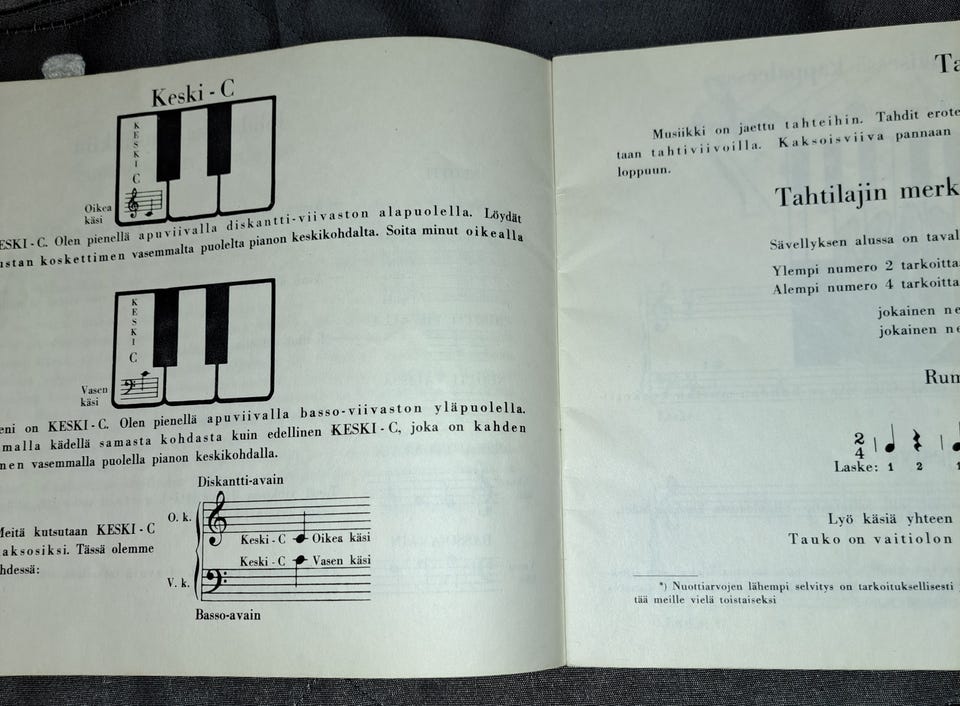 Keski - C
KESKI C
Oikea
käsi
ESKI - C. Olen pienellä apuviivalla diskantti-viivaston alapuolella. Löydät
ustan koskettimen vasemmalta puolelta pianon keskikohdalta. Soita minut oikealla
KESKI C
Vasen
käsi
eni on KESKI-C. Olen pienellä apuviivalla basso-viivaston yläpuolella.
malla kädellä samasta kohdasta kuin edellinen KESKI-C, joka on kahden
nen vasemmalla puolella pianon keskikohdalla.
Diskantti-avain
O. k.
Keski - C Oikea käsi
Keski - C Vasen käsi
V. k.
Basso-avain
Meitä kutsutaan KESKI - C
aksosiksi. Tässä olemme
hdessä:
Ta
Musiikki on jaettu tahteihin. Tahdit erote
taan tahtiviivoilla. Kaksoisviiva pannaan
loppuun.
Tahtilajin merk
Sävellyksen alussa on taval
Ylempi numero 2 tarkoitta
Alempi numero 4 tarkoitta
jokainen ne
jokainen ne
Rum
2
4
Laske: 1 2 1
Lyö käsiä yhteen
Tauko on vaitiolon
*) Nuottiarvojen lähempi selvitys on tarkoituksellisesti
tää meille vielä toistaiseksi